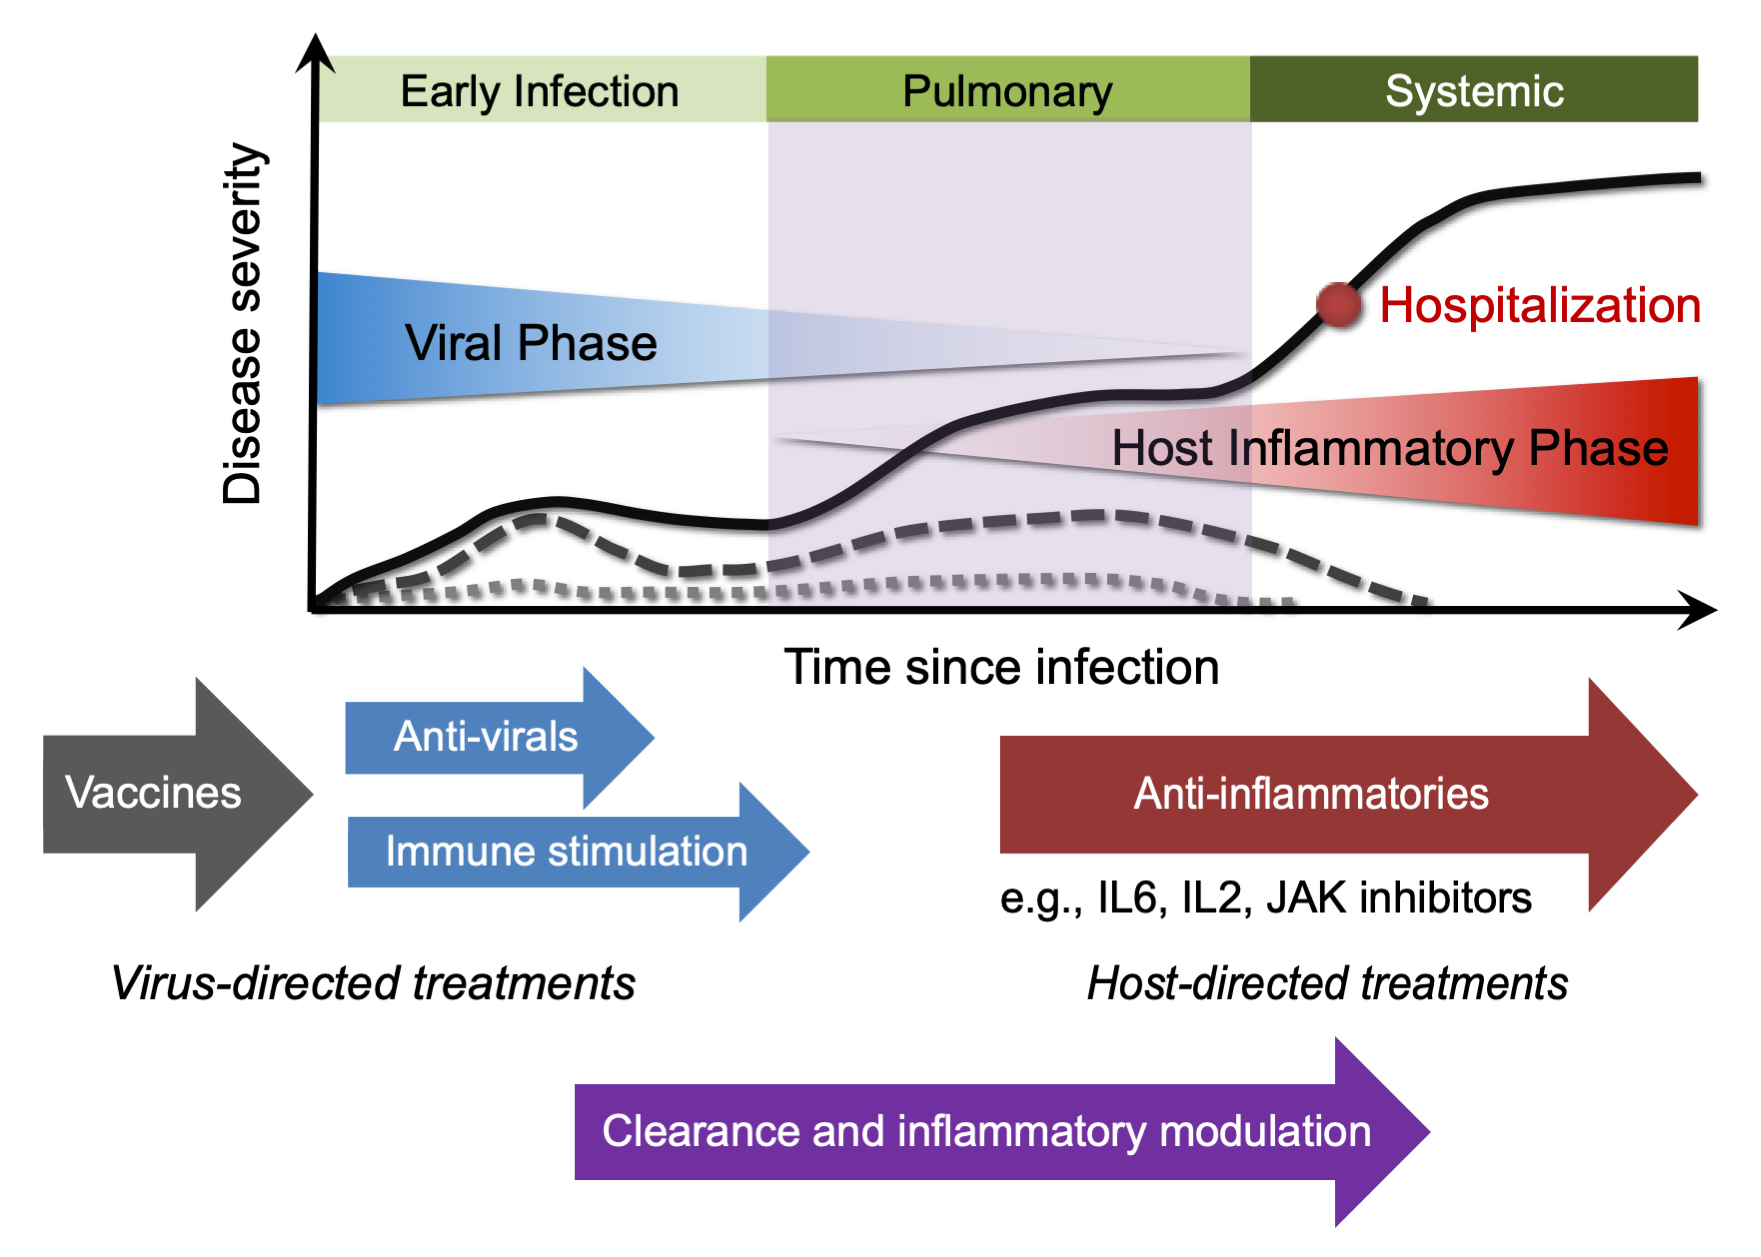 Early Infection
Pulmonary
Systemic
Disease severity
Viral Phase
Hospitalization
Host Inflammatory Phase
Time since infection
Vaccines
Anti-virals
Immune stimulation
Anti-inflammatories
e.g., IL6, IL2, JAK inhibitors
Virus-directed treatments
Host-directed treatments
Clearance and inflammatory modulation